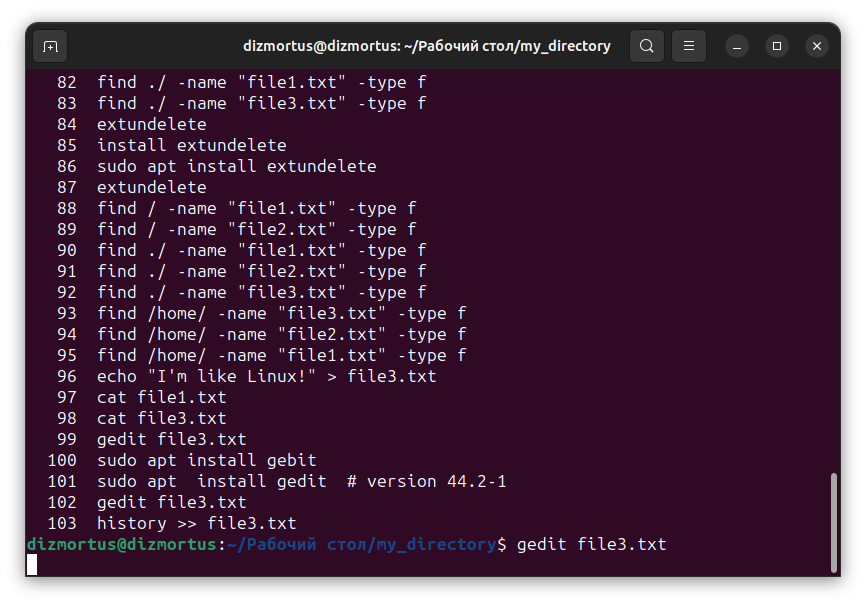 dizmortus@dizmortus: ~/Рабочий стол/my_directory
82 find ./ -name "file1.txt" -type f
83 find ./ -name "file3.txt" -type f
84 extundelete
85 install extundelete
86 sudo apt install extundelete
87 extundelete
88 find / -name "file1.txt" -type f
89 find / -name "file2.txt" -type f
90 find ./ -name "file1.txt" -type f
91 find ./ -name "file2.txt" -type f
92 find ./ -name "file3.txt" -type f
93 find /home/ -name "file3.txt" -type f
94 find /home/ -name "file2.txt" -type f
95 find /home/ -name "file1.txt" -type f
96 echo "I'm like Linux!" > file3.txt
97 cat file1.txt
98 cat file3.txt
99 gedit file3.txt
100 sudo apt install gebit
101 sudo apt  install gedit  # version 44.2-1
102 gedit file3.txt
103 history >> file3.txt
dizmortus@dizmortus:~/Рабочий стол/my_directory$ gedit file3.txt